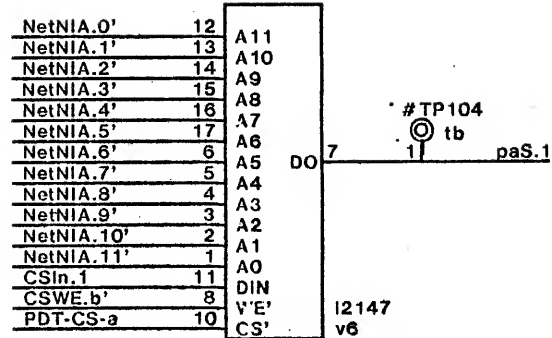 NetNIA.0' 12 A11
NetNIA.1' 13 A10
NetNIA.2' 14 A9
NetNIA.3' 15 A8
NetNIA.4' 16 A7
NetNIA.5' 17 A6
NetNIA.6' 6 A5
NetNIA.7' 5 A4
NetNIA.8' 4 A3
NetNIA.9' 3 A2
NetNIA.10' 2 A1
NetNIA.11' 1 A0
CSIn.1 11 DIN
CSWE.b' 8 WE'
PDT-CS-a 10 CS'
DO 7 1 paS.1
#TP104
tb
I2147
v6